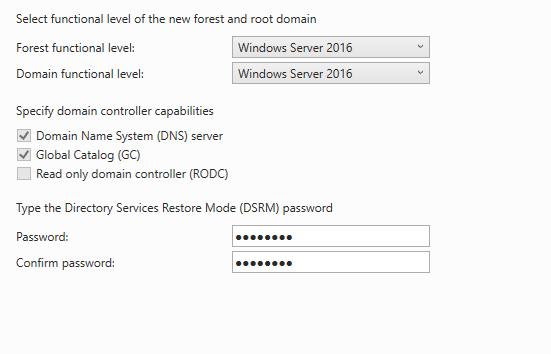 Select functional level of the new forest and root domain
Forest functional level: Windows Server 2016
Domain functional level: Windows Server 2016
Specify domain controller capabilities
Domain Name System (DNS) server
Global Catalog (GC)
Read only domain controller (RODC)
Type the Directory Services Restore Mode (DSRM) password
Password: ●●●●●●●●
Confirm password: ●●●●●●●●